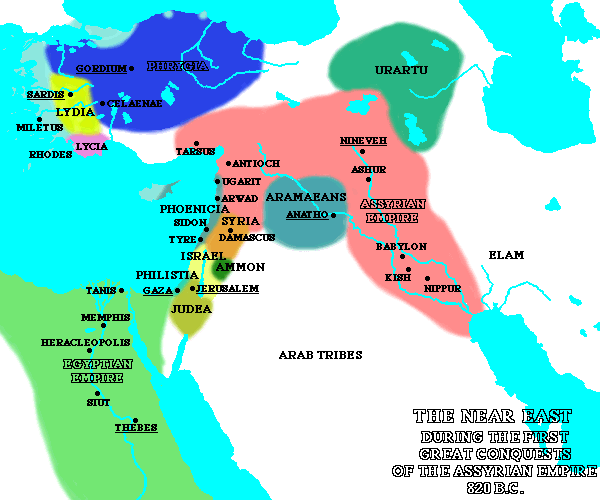 GORDIUM
PHRYGIA
URARTU
SARDIS
CELAENAE
LYDIA
MILETUS
LYCIA
RHODES
TARSUS
NINEVEH
ANTIOCH
ASHUR
UGARIT
ARAMAEANS
ARWAD
ASSYRIAN
EMPIRE
PHOENICIA
ANATHO
SIDON
SYRIA
TYRE
DAMASCUS
BABYLON
ISRAEL
ELAM
AMMON
PHILISTIA
KISH
NIPPUR
TANIS
GAZA
JERUSALEM
JUDEA
MEMPHIS
HERACLEOPOLIS
ARAB TRIBES
EGYPTIAN
EMPIRE
SIUT
THEBES
THE NEAR EAST
DURING THE FIRST
GREAT CONQUESTS
OF THE ASSYRIAN EMPIRE
820 B.C.